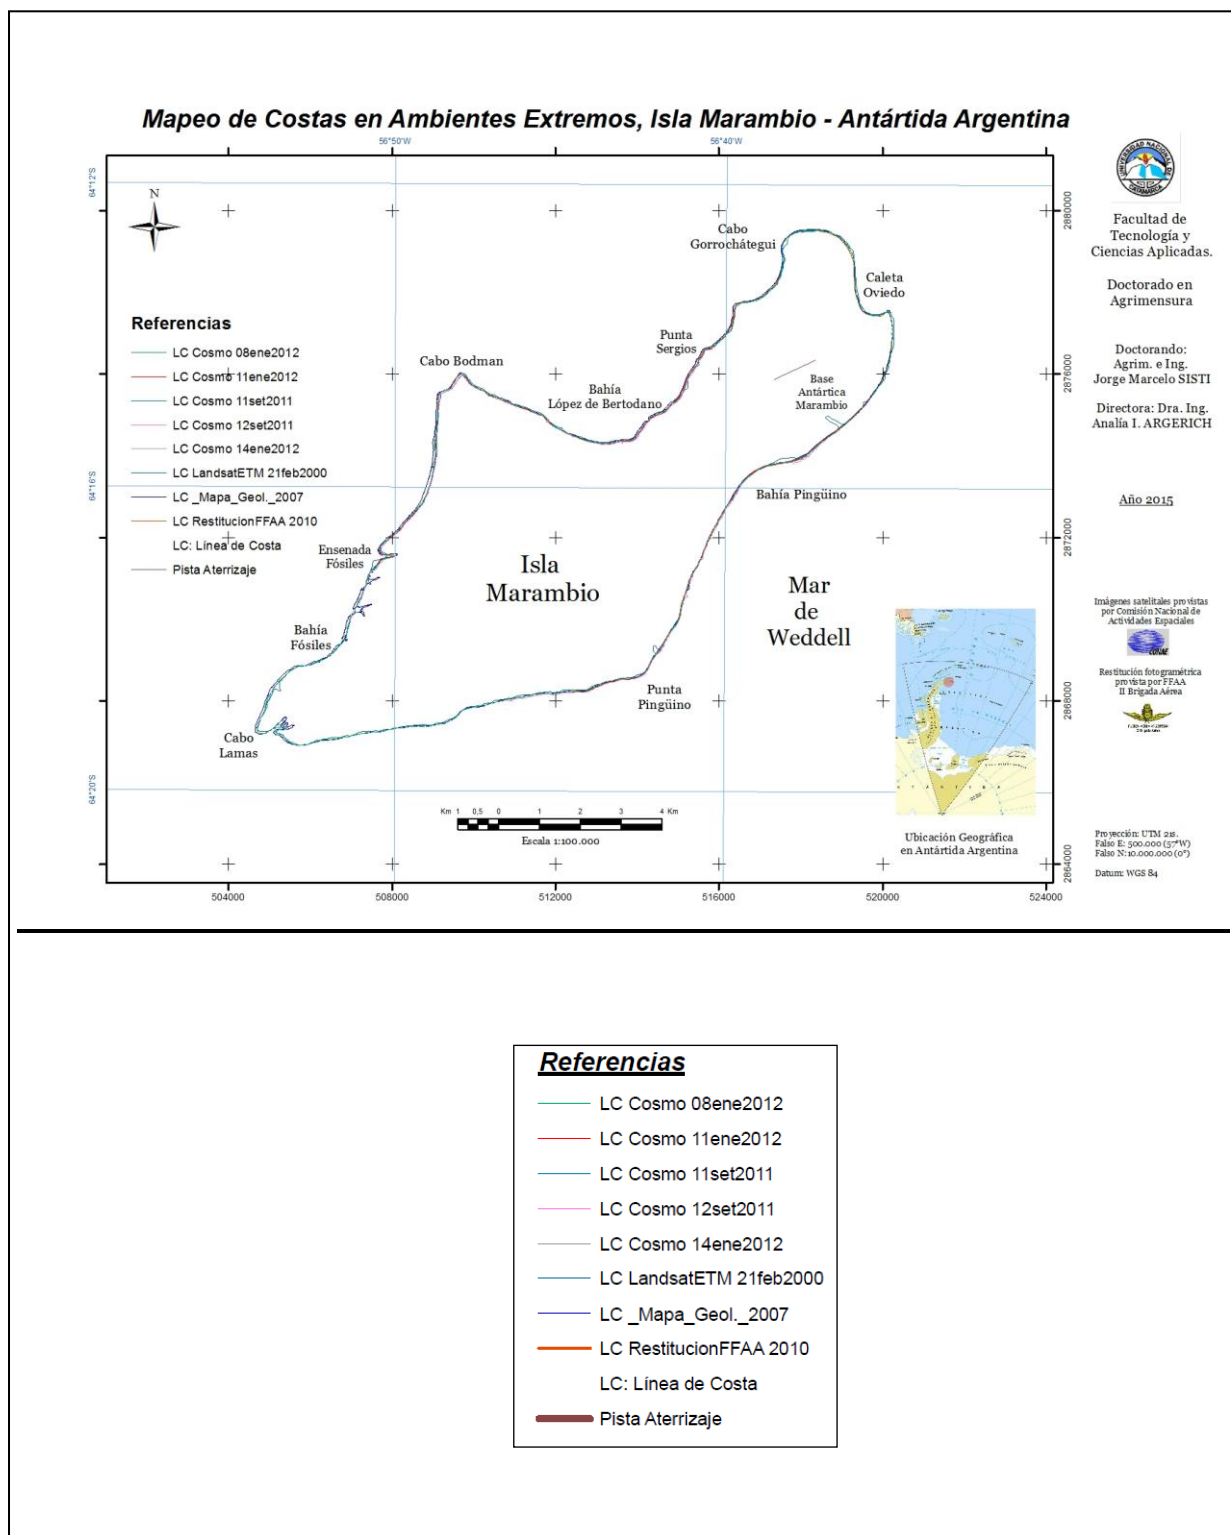 Mapeo de Costas en Ambientes Extremos, Isla Marambio - Antártida Argentina
56°50'W
56°40'W
64°12'S
64°16'S
64°20'S
N
Referencias
LC Cosmo 08ene2012
LC Cosmo 11ene2012
LC Cosmo 11set2011
LC Cosmo 12set2011
LC Cosmo 14ene2012
LC LandsatETM 21feb2000
LC _Mapa_Geol._2007
LC RestitucionFFAA 2010
LC: Línea de Costa
Pista Aterrizaje
Cabo
Gorrochátegui
Caleta
Oviedo
Punta
Sergios
Cabo Bodman
Bahía
López de Bertodano
Base
Antártica
Marambio
Bahía Pingüino
Ensenada
Fósiles
Isla
Marambio
Mar
de
Weddell
Bahía
Fósiles
Punta
Pingüino
Cabo
Lamas
Km 1 0,5 0 1 2 3 4 Km
Escala 1:100.000
Ubicación Geográfica
en Antártida Argentina
504000
508000
512000
516000
520000
524000
2880000
2876000
2872000
2868000
2864000
UNIVERSIDAD NACIONAL DE
CATAMARCA
Facultad de
Tecnología y
Ciencias Aplicadas.
Doctorado en
Agrimensura
Doctorando:
Agrim. e Ing.
Jorge Marcelo SISTI
Directora: Dra. Ing.
Analía I. ARGERICH
Año 2015
Imágenes satelitales provistas
por Comisión Nacional de
Actividades Espaciales
CONAE
Restitución fotogramétrica
provista por FFAA
II Brigada Aérea
Proyección: UTM 21s.
Falso E: 500.000 (57°W)
Falso N:10.000.000 (0°)
Datum: WGS 84
Referencias
LC Cosmo 08ene2012
LC Cosmo 11ene2012
LC Cosmo 11set2011
LC Cosmo 12set2011
LC Cosmo 14ene2012
LC LandsatETM 21feb2000
LC _Mapa_Geol._2007
LC RestitucionFFAA 2010
LC: Línea de Costa
Pista Aterrizaje